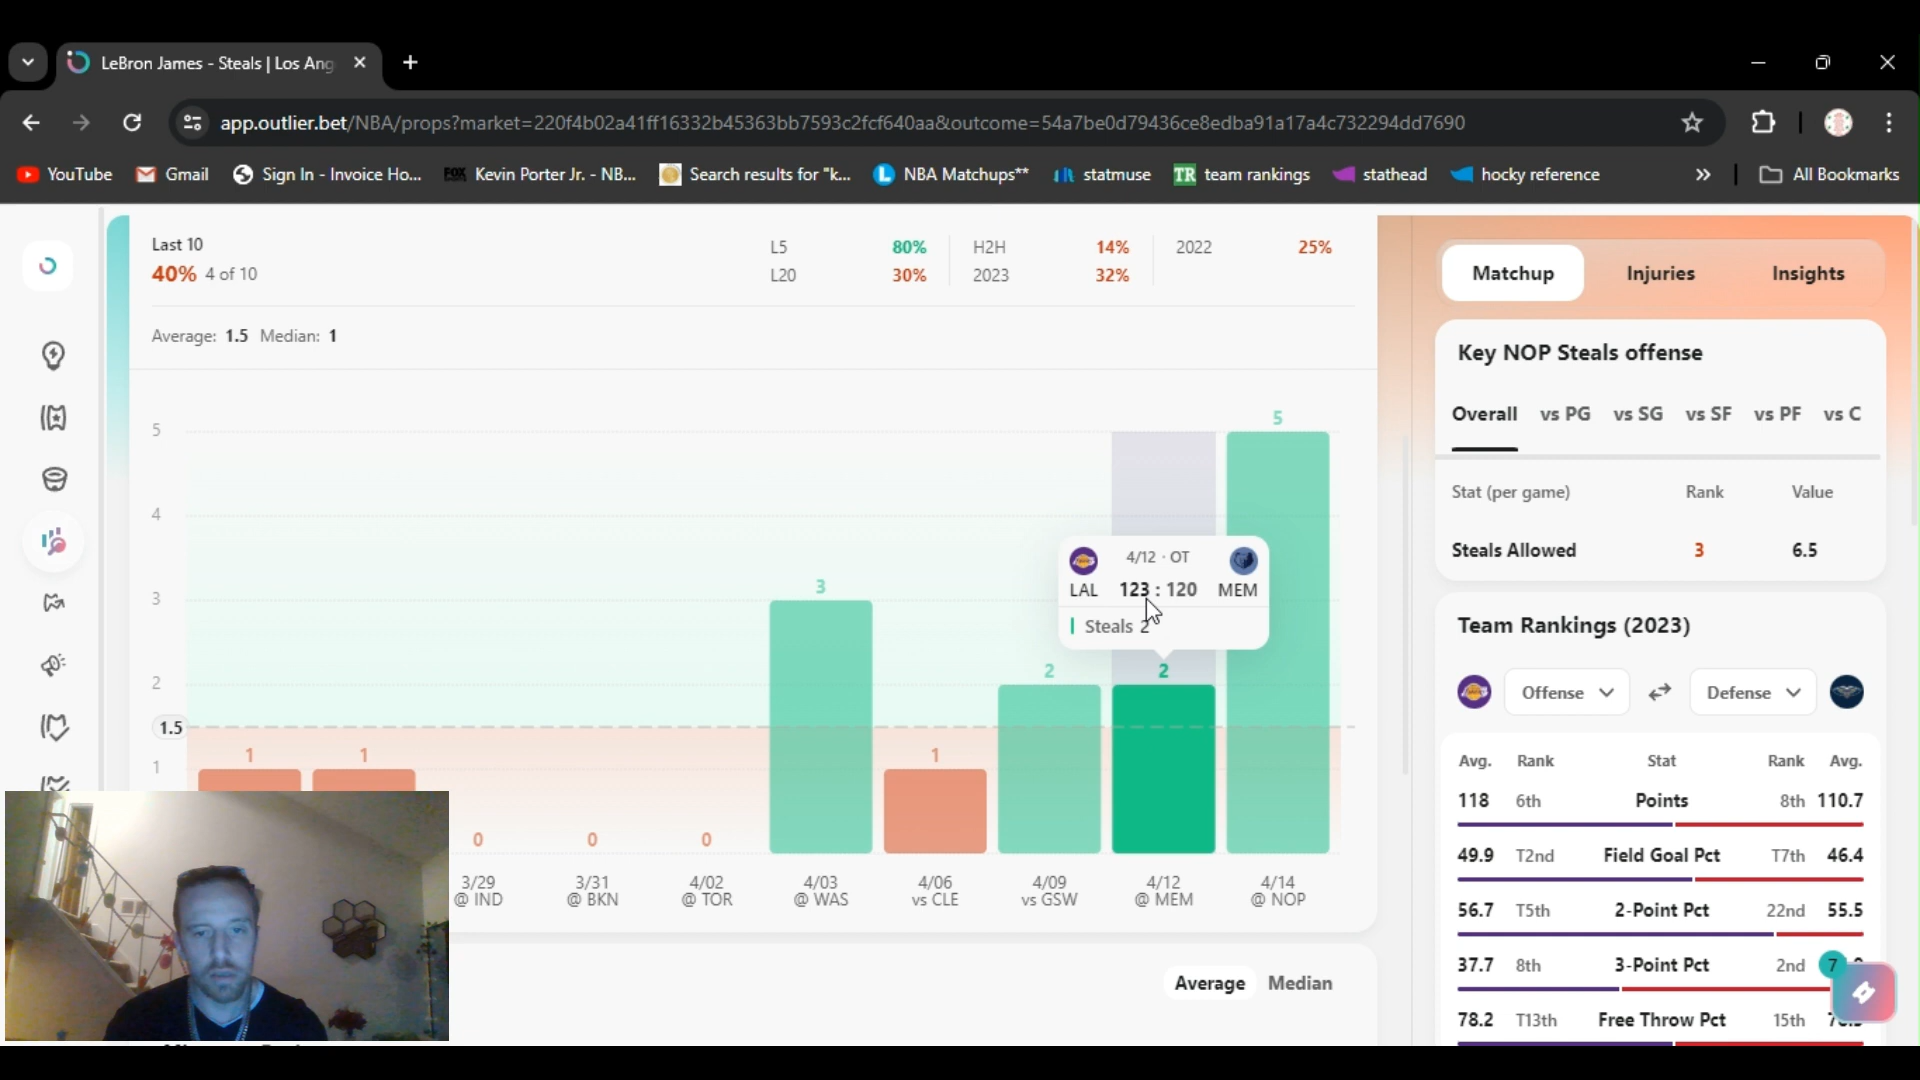 LeBron James - Steals | Los Ang
app.outlier.bet/NBA/props?market=220f4b02a41ff16332b45363bb7593c2fcf640aa&outcome=54a7be0d79436ce8edba91a17a4c732294dd7690
YouTube Gmail Sign In - Invoice Ho... FOX Kevin Porter Jr. - NB... Search results for "k... L NBA Matchups** statmuse TR team rankings stathead hocky reference » All Bookmarks
Last 10
40% 4 of 10
L5 80% H2H 14% 2022 25%
L20 30% 2023 32%
Average: 1.5 Median: 1
5
4
3
2
1.5
1
1 1 0 0 0 3 1 2 2 5
4/12 · OT
LAL 123 : 120 MEM
Steals 2
3/29 3/31 4/02 4/03 4/06 4/09 4/12 4/14
@ IND @ BKN @ TOR @ WAS vs CLE vs GSW @ MEM @ NOP
Average Median
Matchup Injuries Insights
Key NOP Steals offense
Overall vs PG vs SG vs SF vs PF vs C
Stat (per game) Rank Value
Steals Allowed 3 6.5
Team Rankings (2023)
Offense Defense
Avg. Rank Stat Rank Avg.
118 6th Points 8th 110.7
49.9 T2nd Field Goal Pct T7th 46.4
56.7 T5th 2-Point Pct 22nd 55.5
37.7 8th 3-Point Pct 2nd
7
78.2 T13th Free Throw Pct 15th